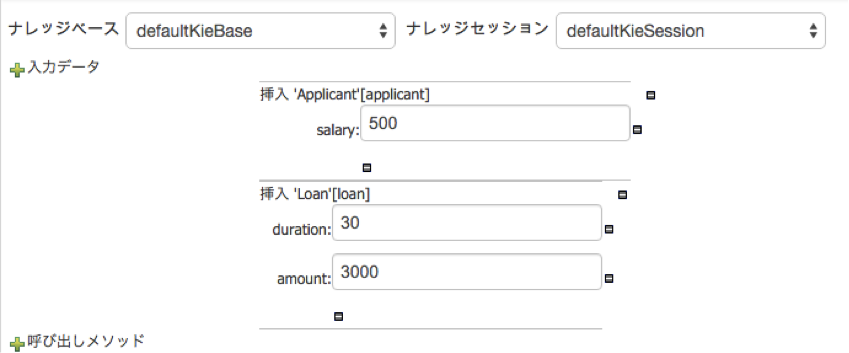 ナレッジベース defaultKieBase ナレッジセッション defaultKieSession
入力データ
挿入 'Applicant'[applicant]
salary: 500
挿入 'Loan'[loan]
duration: 30
amount: 3000
呼び出しメソッド